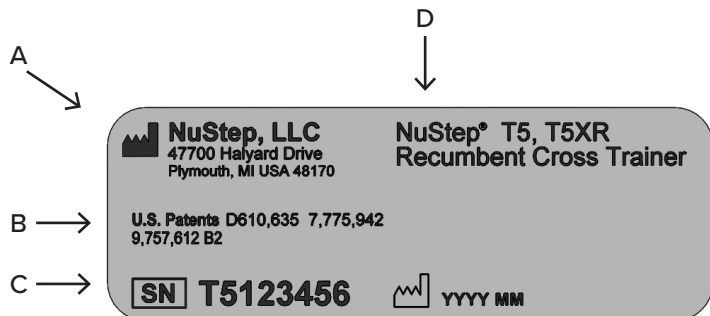 D
A
NuStep, LLC
47700 Halyard Drive
Plymouth, MI USA 48170
NuStep® T5, T5XR
Recumbent Cross Trainer
B
U.S. Patents D610,635 7,775,942
9,757,612 B2
C
SN T5123456
YYYY MM